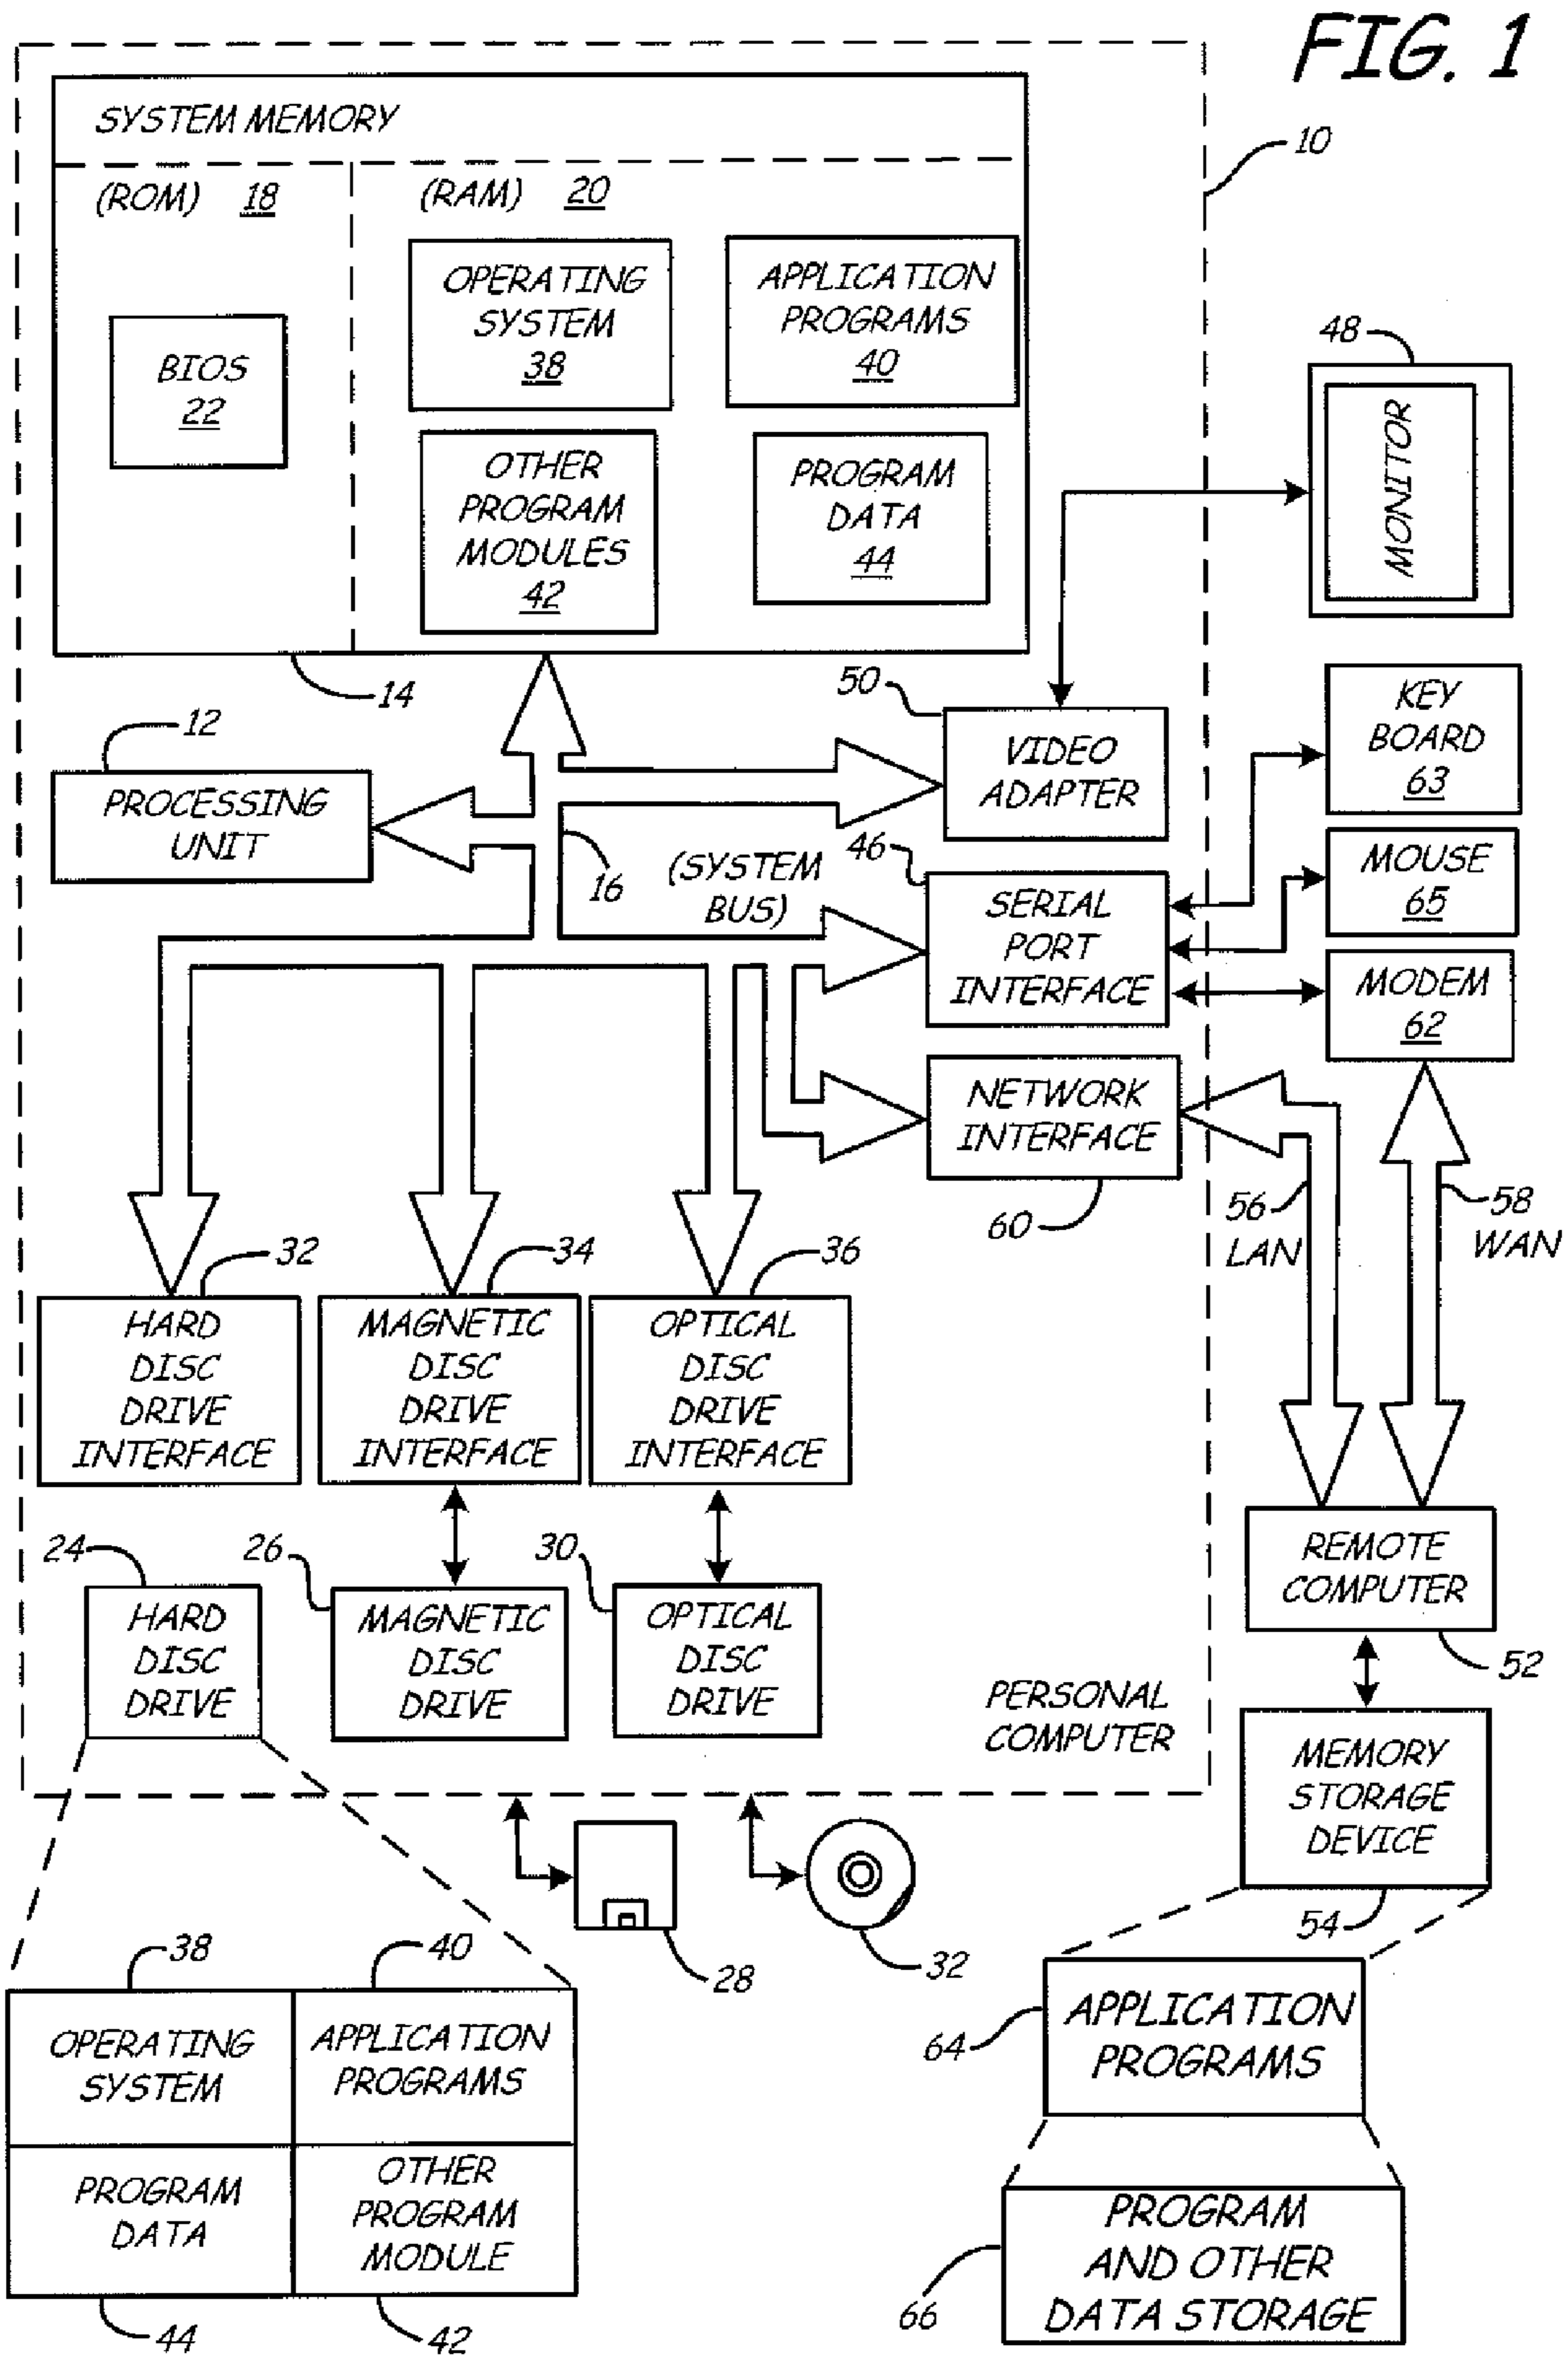 FIG. 1
10
SYSTEM MEMORY
(ROM) 18
(RAM) 20
BIOS
22
OPERATING
SYSTEM
38
APPLICATION
PROGRAMS
40
OTHER
PROGRAM
MODULES
42
PROGRAM
DATA
44
14
48
MONITOR
12
PROCESSING
UNIT
16
(SYSTEM
BUS)
50
VIDEO
ADAPTER
46
SERIAL
PORT
INTERFACE
KEY
BOARD
63
MOUSE
65
MODEM
62
NETWORK
INTERFACE
60
56
LAN
58
WAN
32
HARD
DISC
DRIVE
INTERFACE
34
MAGNETIC
DISC
DRIVE
INTERFACE
36
OPTICAL
DISC
DRIVE
INTERFACE
24
HARD
DISC
DRIVE
26
MAGNETIC
DISC
DRIVE
30
OPTICAL
DISC
DRIVE
PERSONAL
COMPUTER
REMOTE
COMPUTER
52
MEMORY
STORAGE
DEVICE
54
28
32
38
OPERATING
SYSTEM
40
APPLICATION
PROGRAMS
PROGRAM
DATA
44
OTHER
PROGRAM
MODULE
42
64
APPLICATION
PROGRAMS
66
PROGRAM
AND OTHER
DATA STORAGE